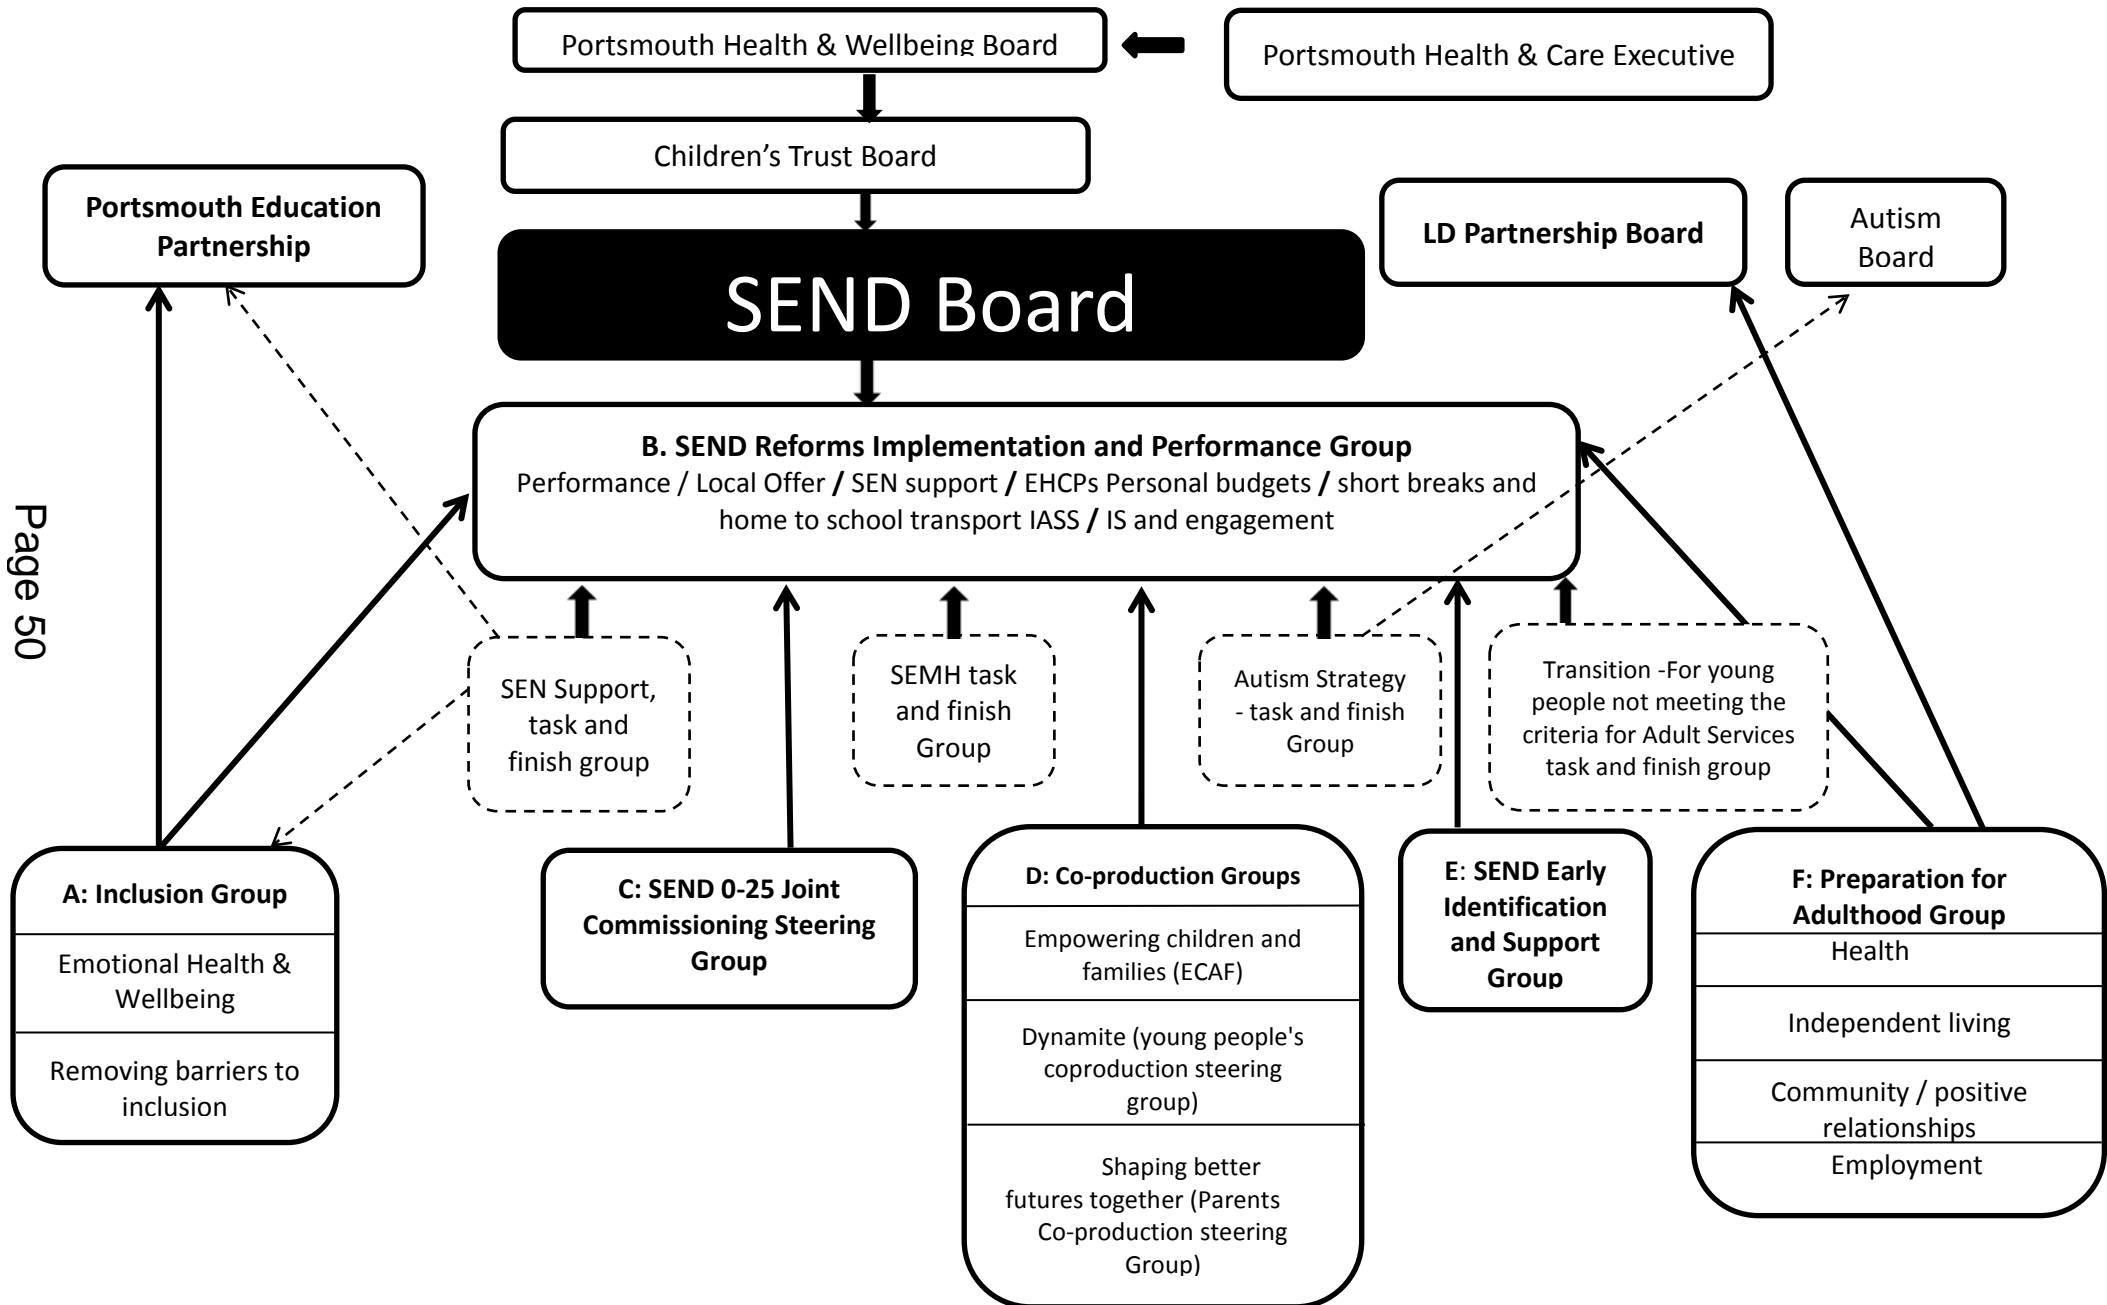 Portsmouth Health & Wellbeing Board
Portsmouth Health & Care Executive
Children's Trust Board
Portsmouth Education
Partnership
LD Partnership Board
Autism
Board
SEND Board
B. SEND Reforms Implementation and Performance Group
Performance / Local Offer / SEN support / EHCPs Personal budgets / short breaks and
home to school transport IASS / IS and engagement
Page 50
SEN Support,
task and
finish group
SEMH task
and finish
Group
Autism Strategy
- task and finish
Group
Transition -For young
people not meeting the
criteria for Adult Services
task and finish group
A: Inclusion Group
Emotional Health &
Wellbeing
Removing barriers to
inclusion
C: SEND 0-25 Joint
Commissioning Steering
Group
D: Co-production Groups
Empowering children and
families (ECAF)
Dynamite (young people's
coproduction steering
group)
Shaping better
futures together (Parents
Co-production steering
Group)
E: SEND Early
Identification
and Support
Group
F: Preparation for
Adulthood Group
Health
Independent living
Community / positive
relationships
Employment